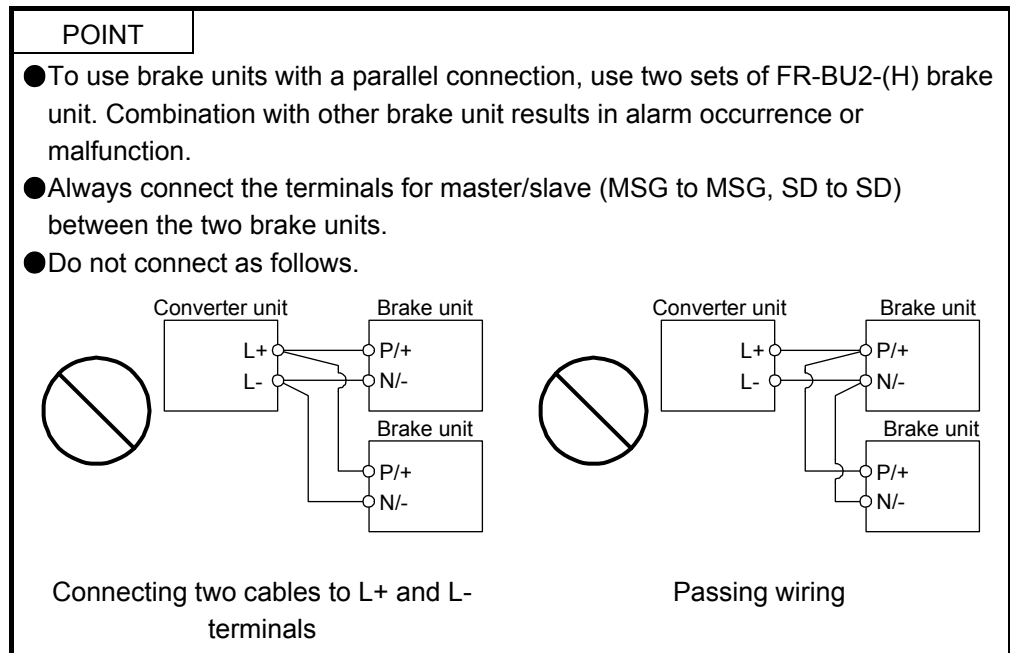 POINT
●To use brake units with a parallel connection, use two sets of FR-BU2-(H) brake
unit. Combination with other brake unit results in alarm occurrence or
malfunction.
●Always connect the terminals for master/slave (MSG to MSG, SD to SD)
between the two brake units.
●Do not connect as follows.
Converter unit
Brake unit
L+
P/+
L-
N/-
Brake unit
P/+
N/-
Connecting two cables to L+ and L-
terminals
Converter unit
Brake unit
L+
P/+
L-
N/-
Brake unit
P/+
N/-
Passing wiring